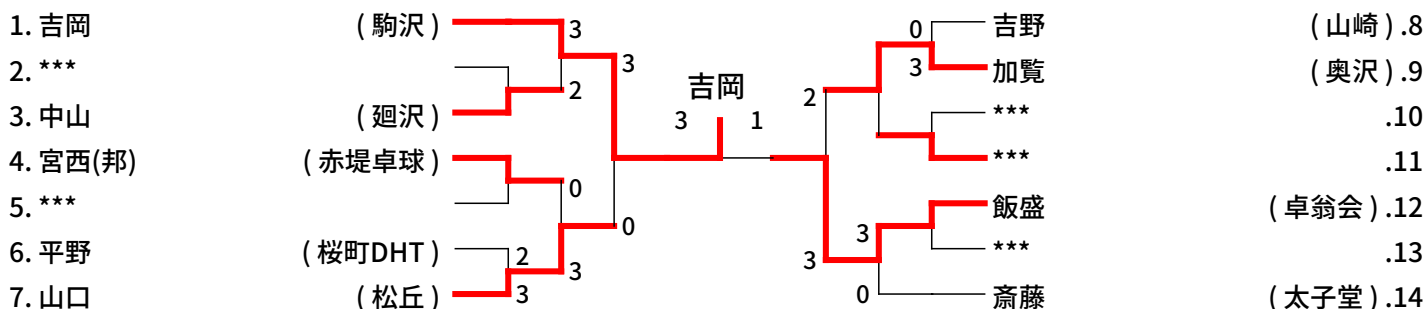 1. 吉岡 ( 駒沢 )
2. ***
3. 中山 ( 廻沢 )
4. 宮西(邦) ( 赤堤卓球 )
5. ***
6. 平野 ( 桜町DHT )
7. 山口 ( 松丘 )
3
2
0
2
3
3
3
0
吉岡
3 1
2
3
0
3
3
0
吉野 ( 山崎 ) .8
加覧 ( 奥沢 ) .9
*** .10
*** .11
飯盛 ( 卓翁会 ) .12
*** .13
斎藤 ( 太子堂 ) .14